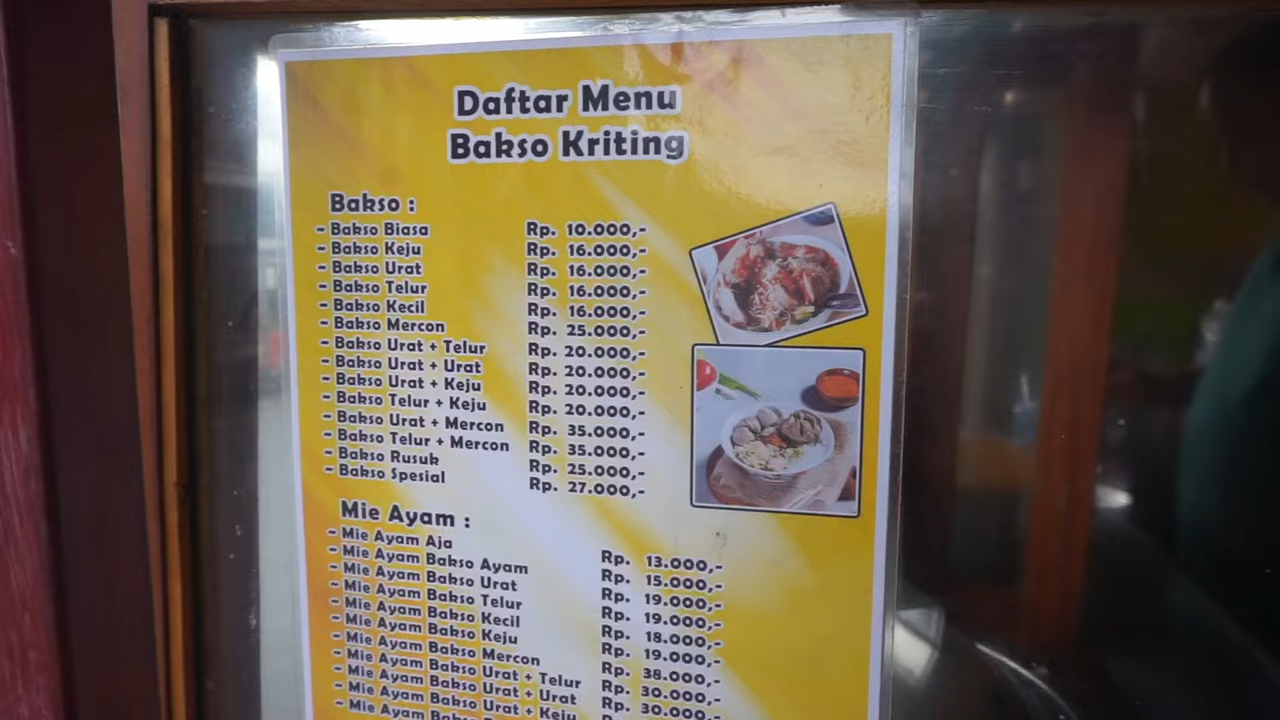 Daftar Menu
Bakso Kriting
Bakso :
- Bakso Biasa Rp. 10.000,-
- Bakso Keju Rp. 16.000,-
- Bakso Urat Rp. 16.000,-
- Bakso Telur Rp. 16.000,-
- Bakso Kecil Rp. 16.000,-
- Bakso Mercon Rp. 25.000,-
- Bakso Urat + Telur Rp. 20.000,-
- Bakso Urat + Urat Rp. 20.000,-
- Bakso Urat + Keju Rp. 20.000,-
- Bakso Telur + Keju Rp. 20.000,-
- Bakso Urat + Mercon Rp. 35.000,-
- Bakso Telur + Mercon Rp. 35.000,-
- Bakso Rusuk Rp. 25.000,-
- Bakso Spesial Rp. 27.000,-
Mie Ayam :
- Mie Ayam Aja Rp. 13.000,-
- Mie Ayam Bakso Ayam Rp. 15.000,-
- Mie Ayam Bakso Urat Rp. 19.000,-
- Mie Ayam Bakso Telur Rp. 19.000,-
- Mie Ayam Bakso Kecil Rp. 18.000,-
- Mie Ayam Bakso Keju Rp. 19.000,-
- Mie Ayam Bakso Mercon Rp. 38.000,-
- Mie Ayam Bakso Urat + Telur Rp. 30.000,-
- Mie Ayam Bakso Urat + Urat Rp. 30.000,-
- Mie Ayam Bakso Urat + Keju
- Mie Ayam Bakso